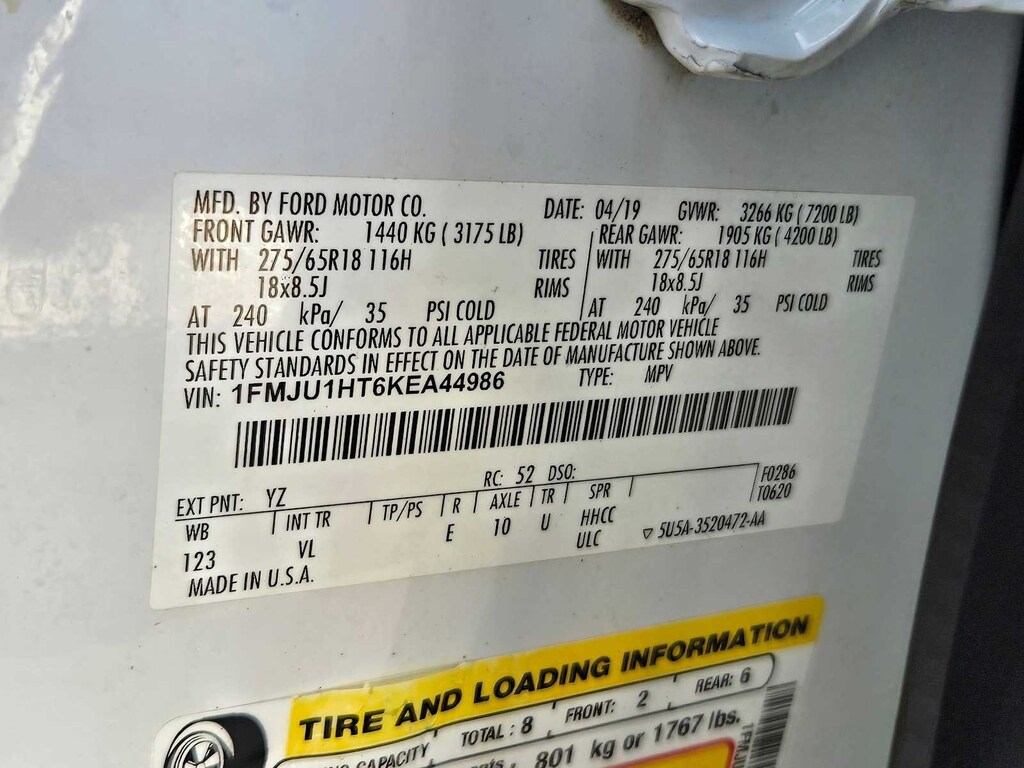 MFD. BY FORD MOTOR CO. DATE: 04/19 GVWR: 3266 KG ( 7200 LB)
FRONT GAWR: 1440 KG ( 3175 LB) REAR GAWR: 1905 KG ( 4200 LB)
WITH 275/65R18 116H TIRES WITH 275/65R18 116H TIRES
18x8.5J RIMS 18x8.5J RIMS
AT 240 kPa/ 35 PSI COLD AT 240 kPa/ 35 PSI COLD
THIS VEHICLE CONFORMS TO ALL APPLICABLE FEDERAL MOTOR VEHICLE
SAFETY STANDARDS IN EFFECT ON THE DATE OF MANUFACTURE SHOWN ABOVE.
VIN: 1FMJU1HT6KEA44986 TYPE: MPV
EXT PNT: YZ RC: 52 DSO: F0286
WB INT TR TP/PS R AXLE TR SPR T0620
123 VL E 10 U HHCC
ULC 5U5A-3520472-AA
MADE IN U.S.A.
TIRE AND LOADING INFORMATION
CAPACITY TOTAL : 8 FRONT: 2 REAR: 6
801 kg or 1767 lbs.